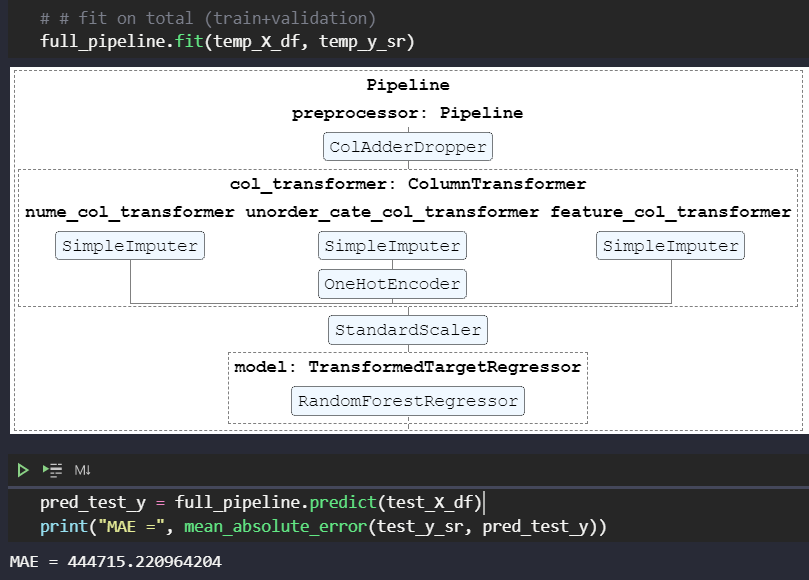 # # fit on total (train+validation)
full_pipeline.fit(temp_X_df, temp_y_sr)
Pipeline
preprocessor: Pipeline
ColAdderDropper
col_transformer: ColumnTransformer
nume_col_transformer unorder_cate_col_transformer feature_col_transformer
SimpleImputer SimpleImputer SimpleImputer
OneHotEncoder
StandardScaler
model: TransformedTargetRegressor
RandomForestRegressor
M↓
pred_test_y = full_pipeline.predict(test_X_df)
print("MAE =", mean_absolute_error(test_y_sr, pred_test_y))
MAE = 444715.220964204